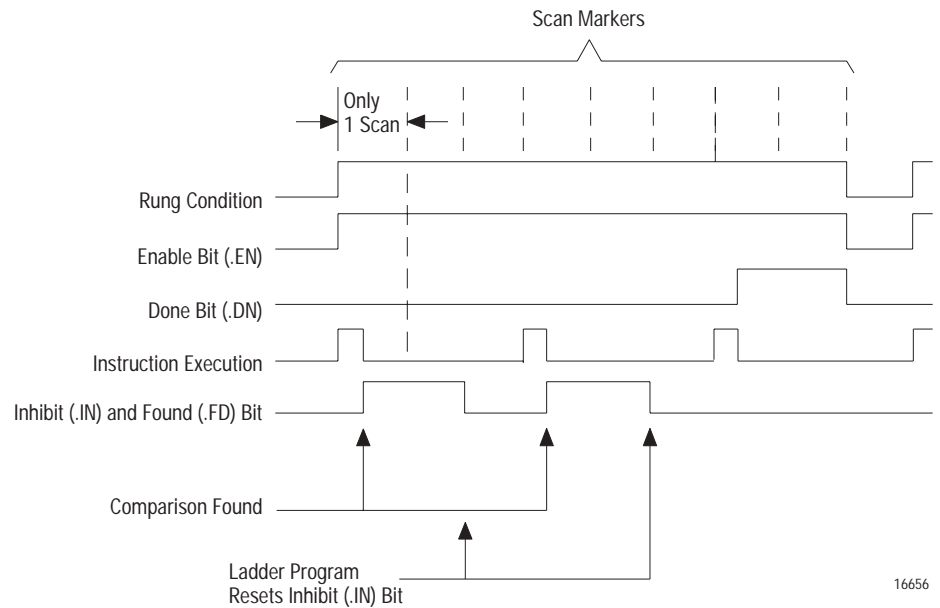 Scan Markers
Only
1 Scan
Rung Condition
Enable Bit (.EN)
Done Bit (.DN)
Instruction Execution
Inhibit (.IN) and Found (.FD) Bit
Comparison Found
Ladder Program
Resets Inhibit (.IN) Bit
16656